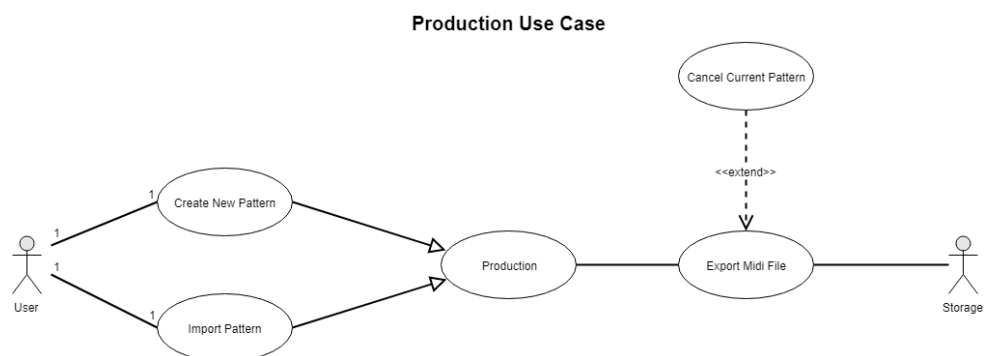 Production Use Case
Cancel Current Pattern
<<extend>>
1
Create New Pattern
1
1
User
Production
Export Midi File
Storage
1
Import Pattern